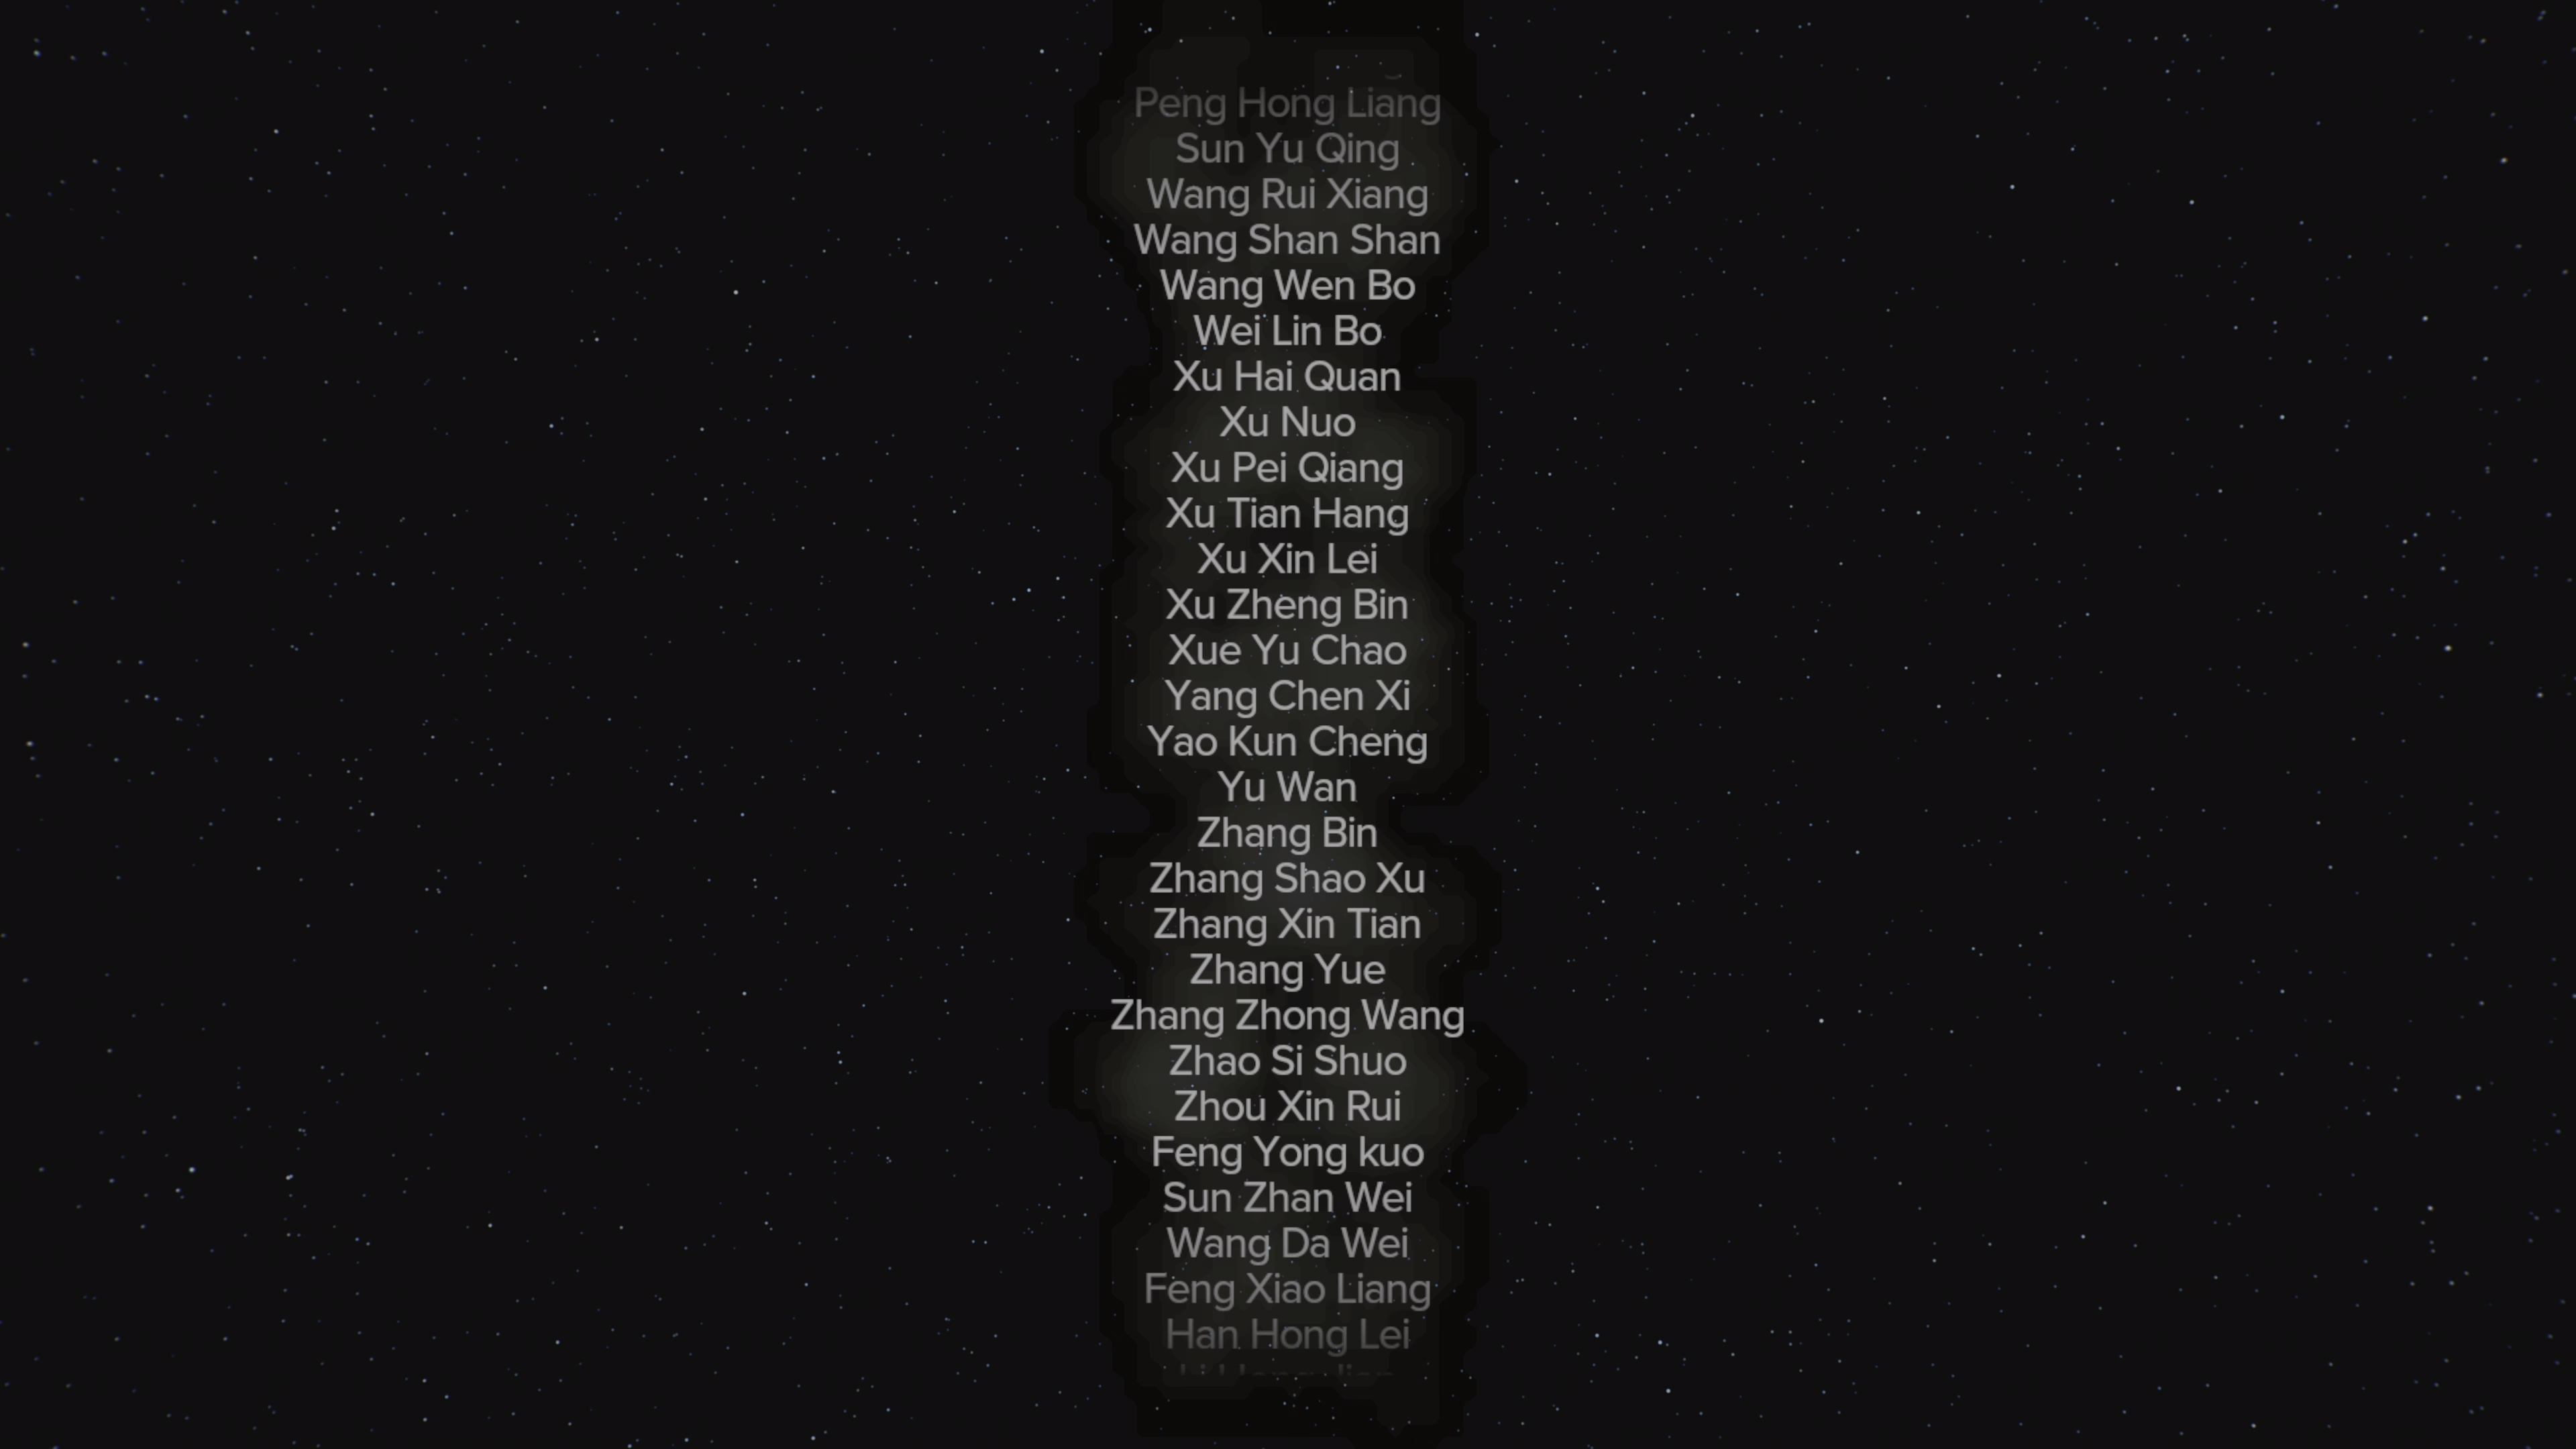 Peng Hong Liang
Sun Yu Qing
Wang Rui Xiang
Wang Shan Shan
Wang Wen Bo
Wei Lin Bo
Xu Hai Quan
Xu Nuo
Xu Pei Qiang
Xu Tian Hang
Xu Xin Lei
Xu Zheng Bin
Xue Yu Chao
Yang Chen Xi
Yao Kun Cheng
Yu Wan
Zhang Bin
Zhang Shao Xu
Zhang Xin Tian
Zhang Yue
Zhang Zhong Wang
Zhao Si Shuo
Zhou Xin Rui
Feng Yong kuo
Sun Zhan Wei
Wang Da Wei
Feng Xiao Liang
Han Hong Lei